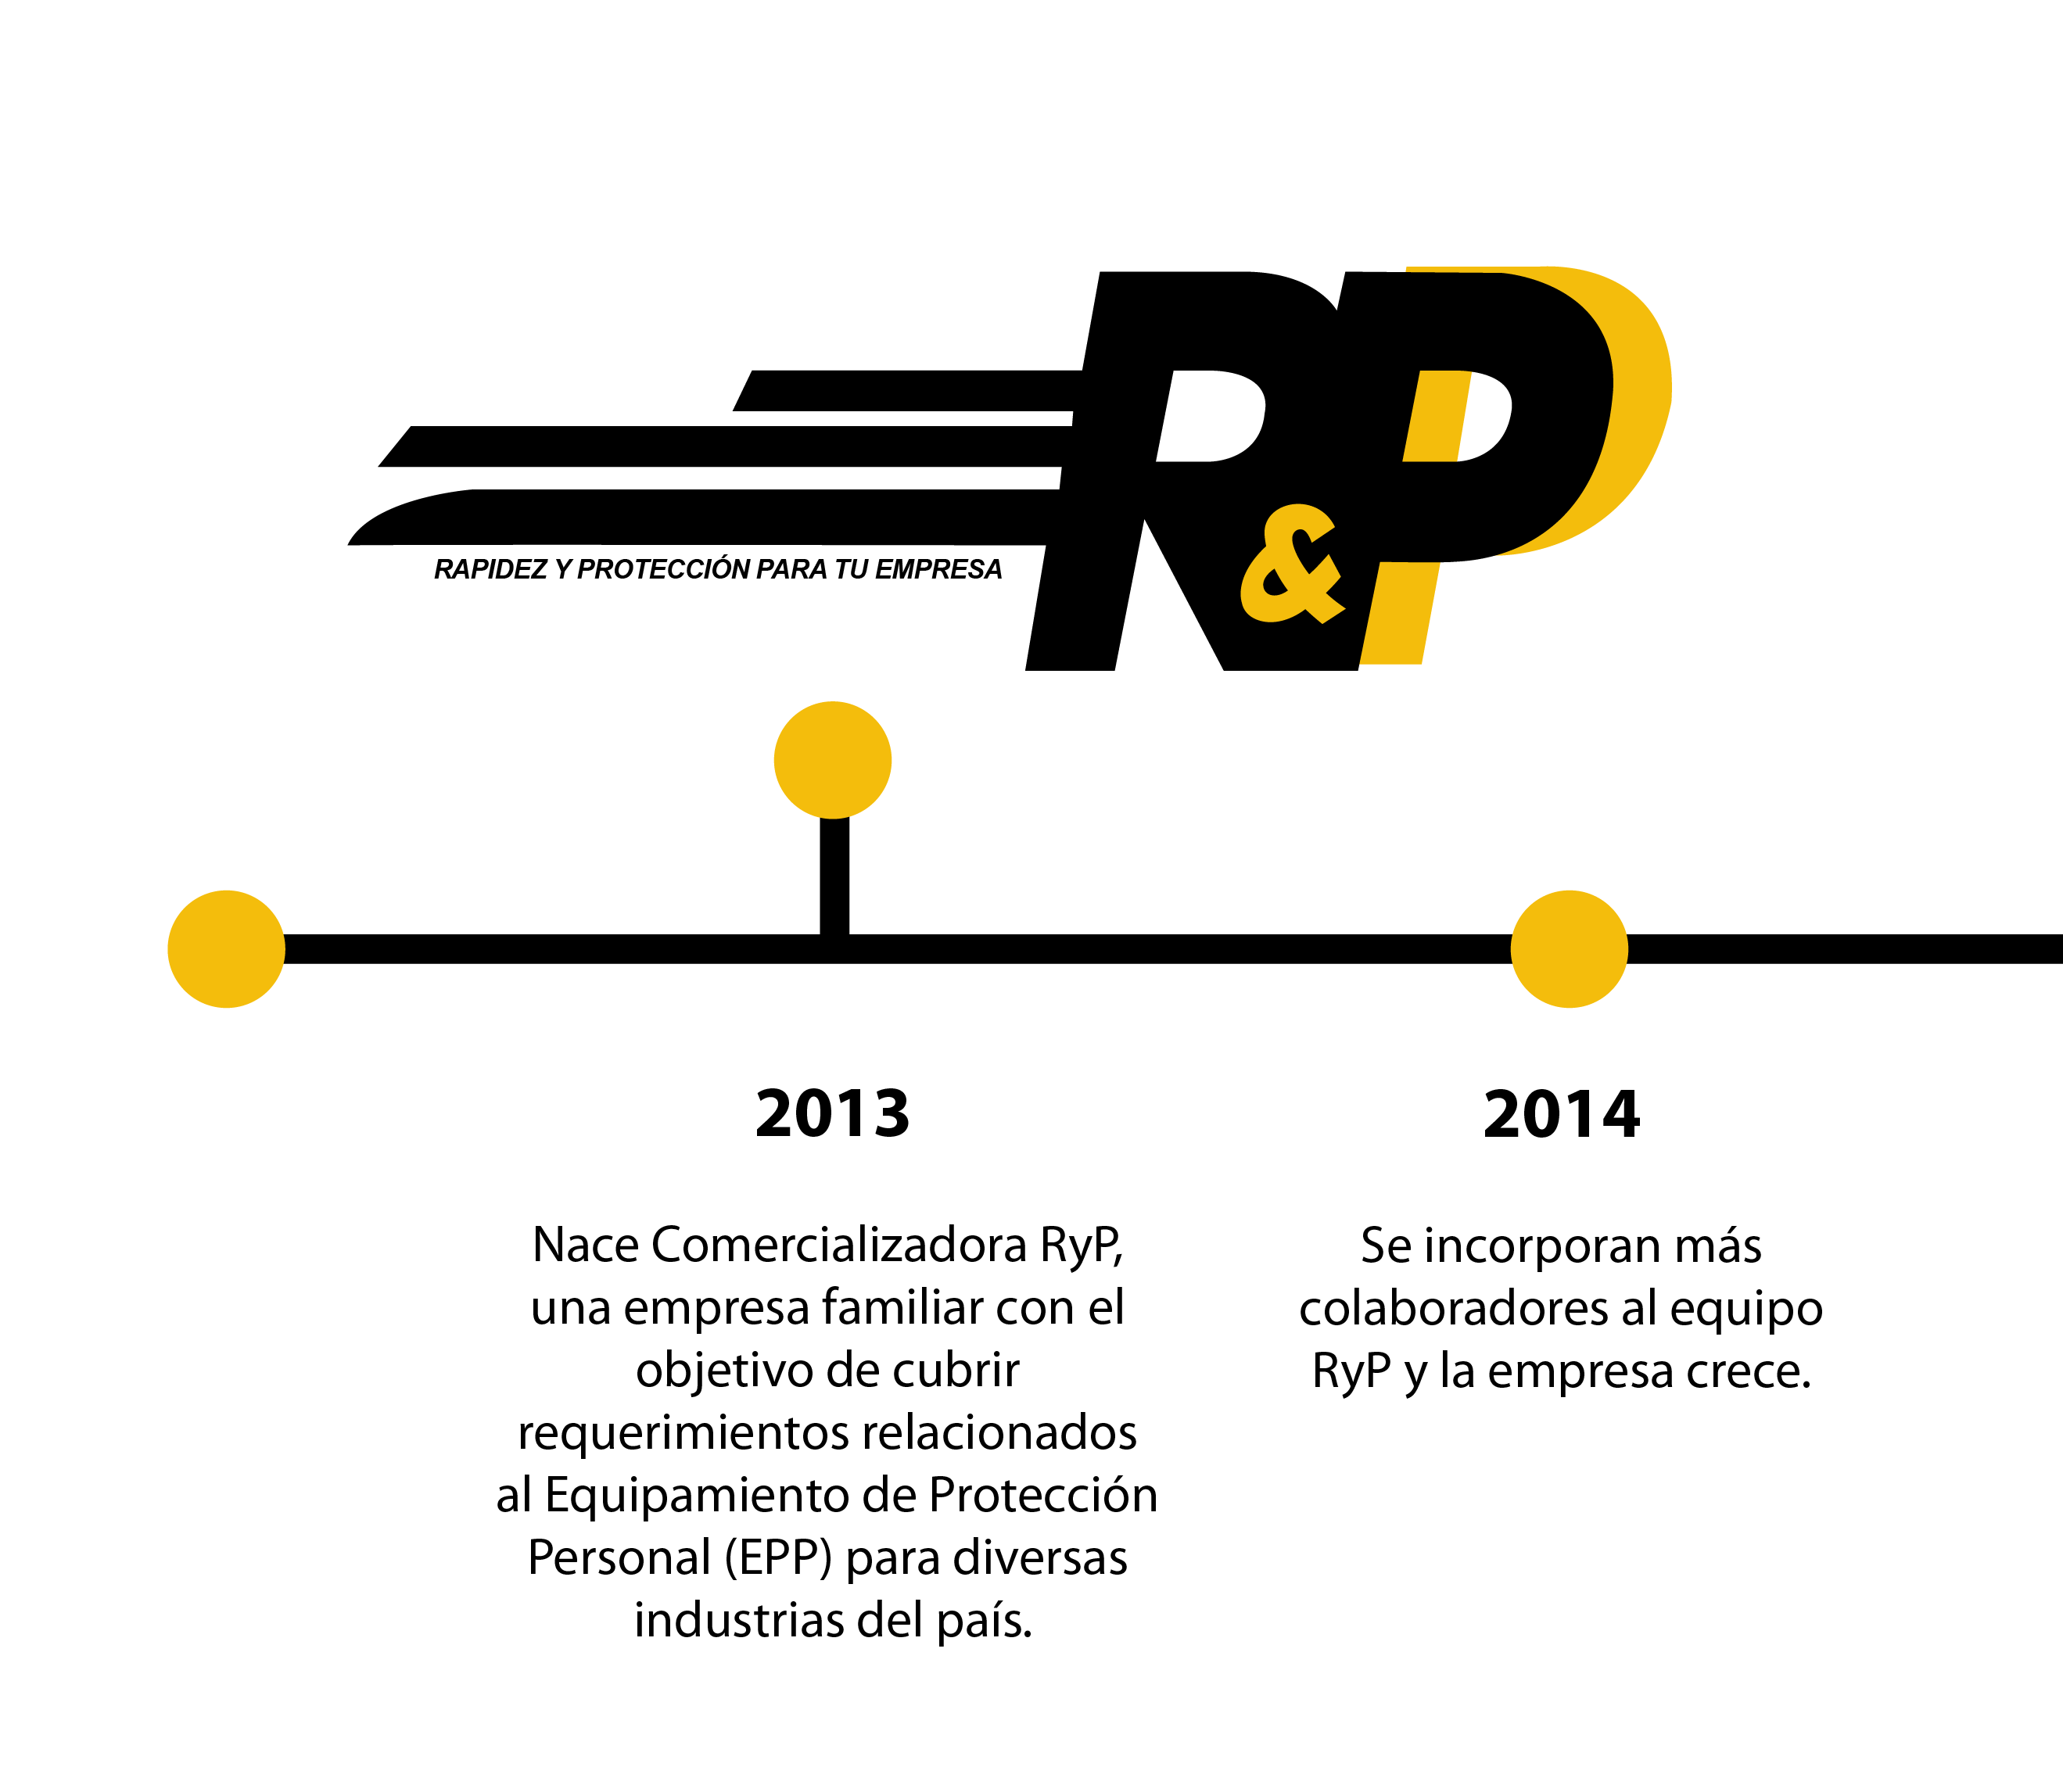 R&P
RAPIDEZ Y PROTECCIÓN PARA TU EMPRESA
2013
Nace Comercializadora RyP,
una empresa familiar con el
objetivo de cubrir
requerimientos relacionados
al Equipamiento de Protección
Personal (EPP) para diversas
industrias del país.
2014
Se incorporan más
colaboradores al equipo
RyP y la empresa crece.